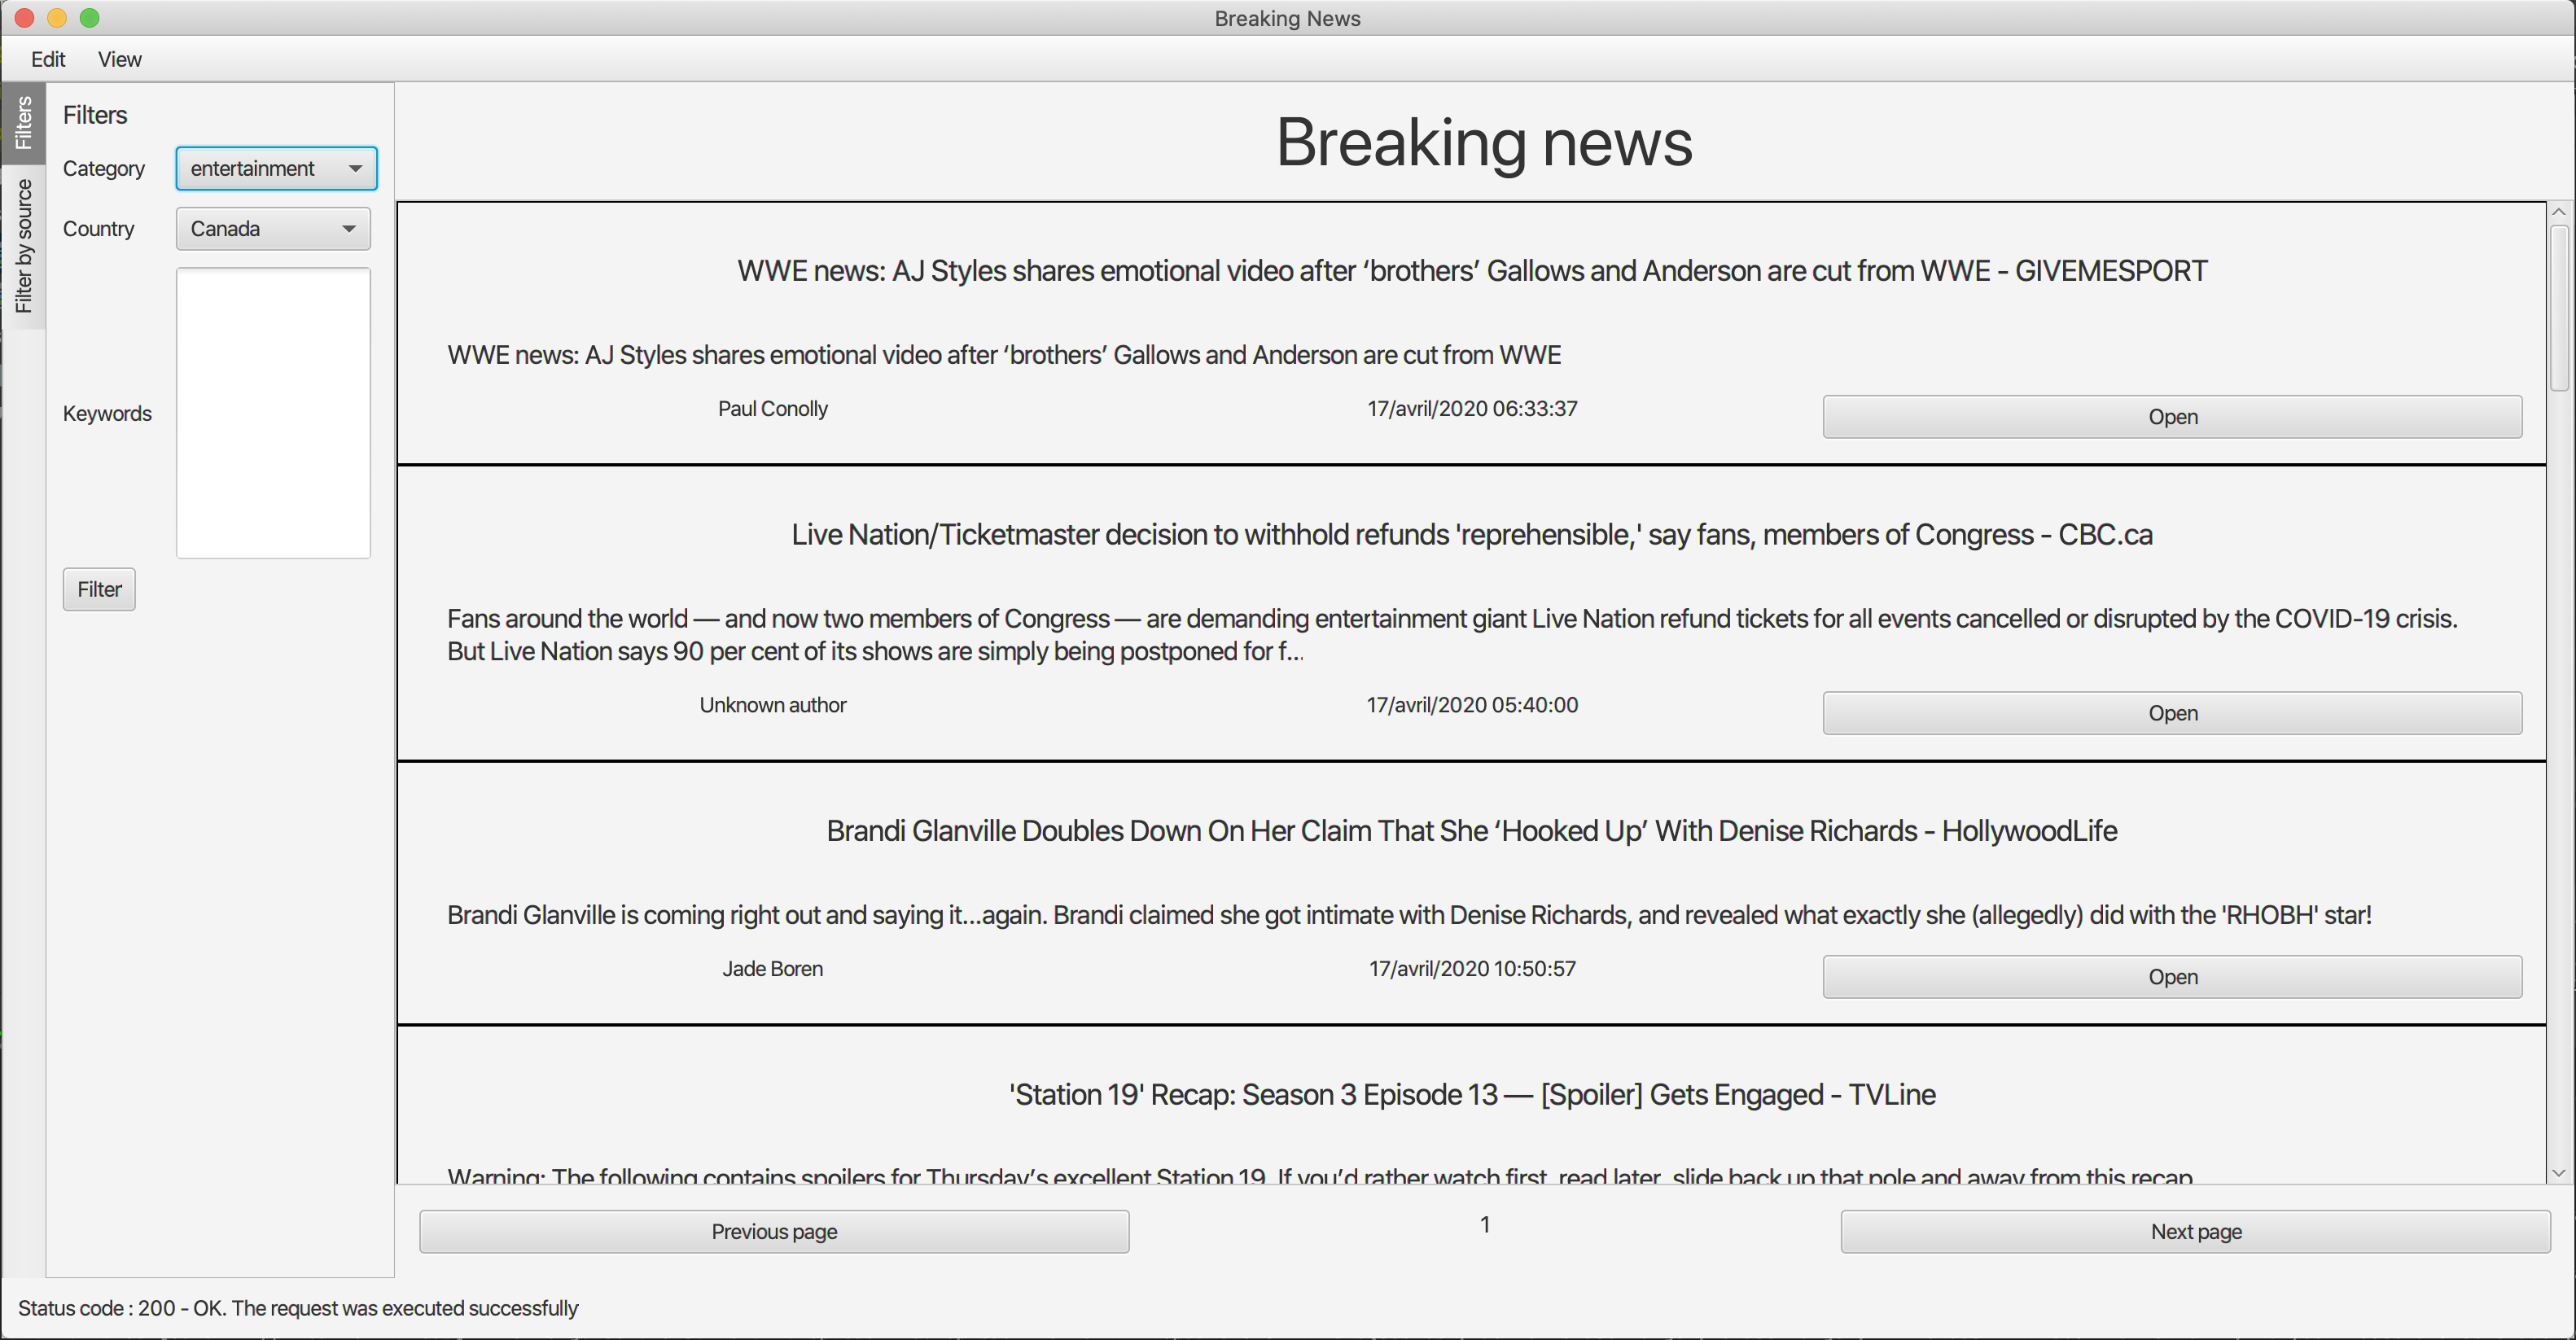 Breaking News
Edit View
Filters
Filter by source
Filters
Category entertainment
Country Canada
Keywords
Filter
Breaking news
WWE news: AJ Styles shares emotional video after ‘brothers’ Gallows and Anderson are cut from WWE - GIVEMESPORT
WWE news: AJ Styles shares emotional video after ‘brothers’ Gallows and Anderson are cut from WWE
Paul Conolly 17/avril/2020 06:33:37 Open
Live Nation/Ticketmaster decision to withhold refunds 'reprehensible,' say fans, members of Congress - CBC.ca
Fans around the world — and now two members of Congress — are demanding entertainment giant Live Nation refund tickets for all events cancelled or disrupted by the COVID-19 crisis.
But Live Nation says 90 per cent of its shows are simply being postponed for f…
Unknown author 17/avril/2020 05:40:00 Open
Brandi Glanville Doubles Down On Her Claim That She ‘Hooked Up’ With Denise Richards - HollywoodLife
Brandi Glanville is coming right out and saying it...again. Brandi claimed she got intimate with Denise Richards, and revealed what exactly she (allegedly) did with the 'RHOBH' star!
Jade Boren 17/avril/2020 10:50:57 Open
'Station 19' Recap: Season 3 Episode 13 — [Spoiler] Gets Engaged - TVLine
Warning: The following contains spoilers for Thursday’s excellent Station 19. If you’d rather watch first, read later, slide back up that pole and away from this recap.
Previous page 1 Next page
Status code : 200 - OK. The request was executed successfully